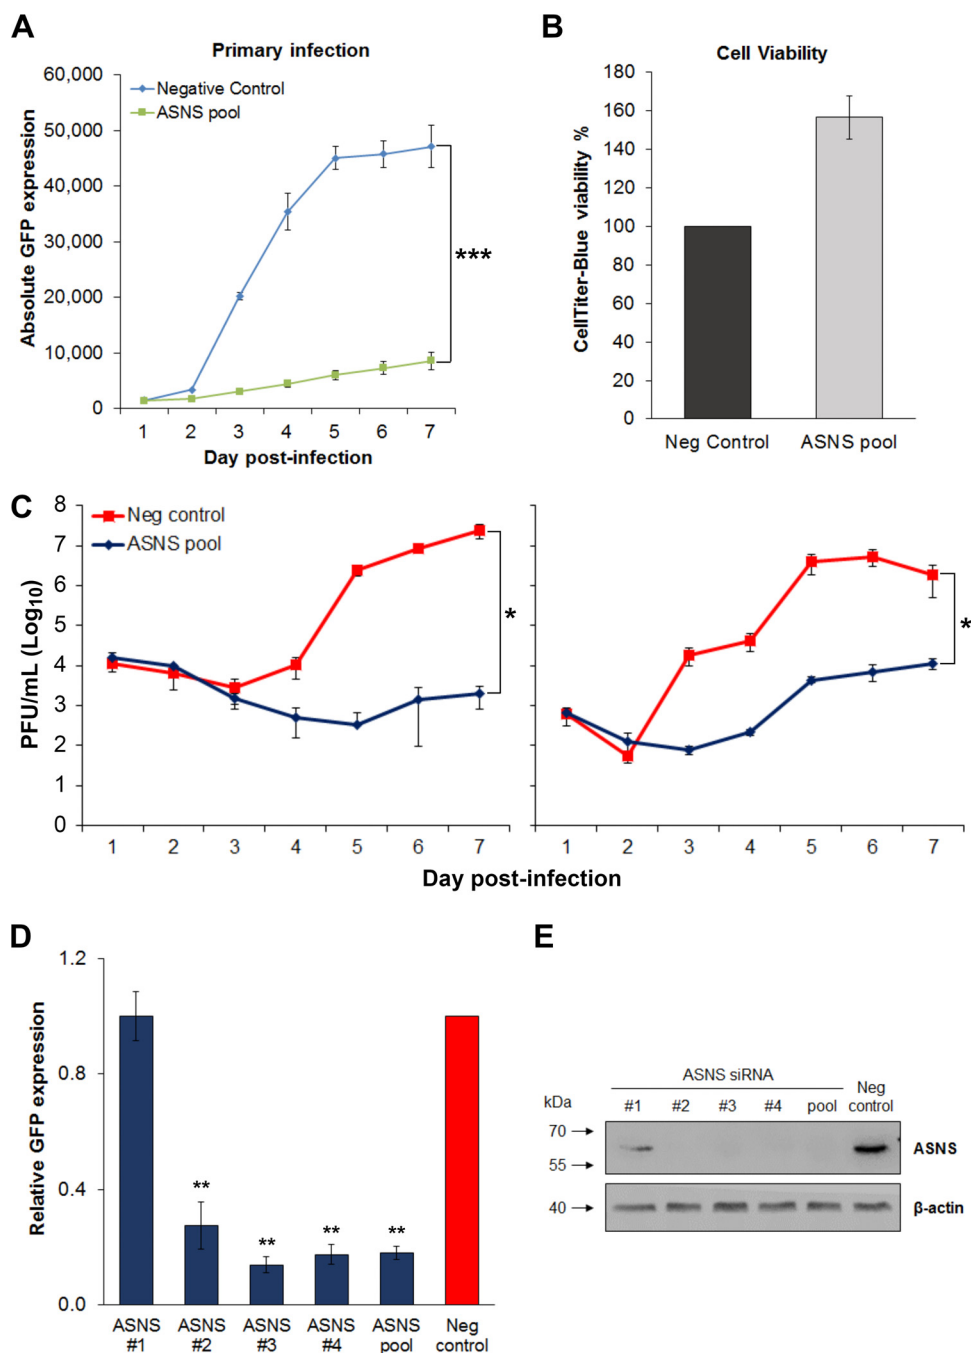 A
Primary infection
Absolute GFP expression
60,000
50,000
40,000
30,000
20,000
10,000
0
Negative Control
ASNS pool
***
1 2 3 4 5 6 7
Day post-infection
B
Cell Viability
CellTiter-Blue viability %
180
160
140
120
100
80
60
40
20
0
Neg Control ASNS pool
C
PFU/mL (Log10)
8
7
6
5
4
3
2
1
0
Neg control
ASNS pool
*
1 2 3 4 5 6 7
*
1 2 3 4 5 6 7
Day post-infection
D
Relative GFP expression
1.2
0.8
0.4
0.0
**
**
**
**
ASNS #1
ASNS #2
ASNS #3
ASNS #4
ASNS pool
Neg control
E
ASNS siRNA
kDa
#1 #2 #3 #4 pool
Neg control
70
55
ASNS
40
β-actin